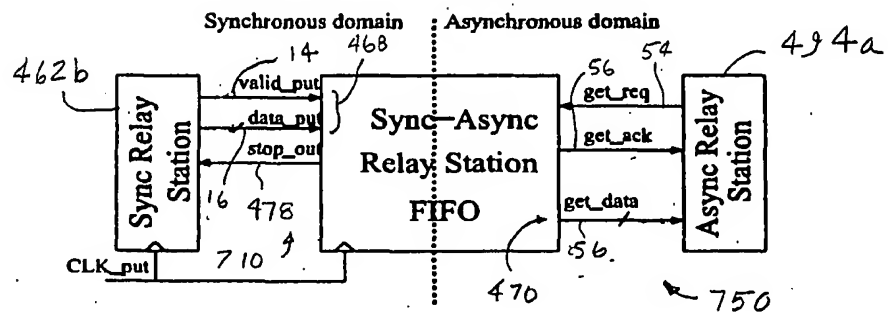 Synchronous domain
Asynchronous domain
14
468
462b
valid_put
data_put
stop_out
16
478
Sync Relay
Station
CLK_put
710
Sync-Async
Relay Station
FIFO
56
54
494a
get_req
get_ack
get_data
56
470
Async Relay
Station
750